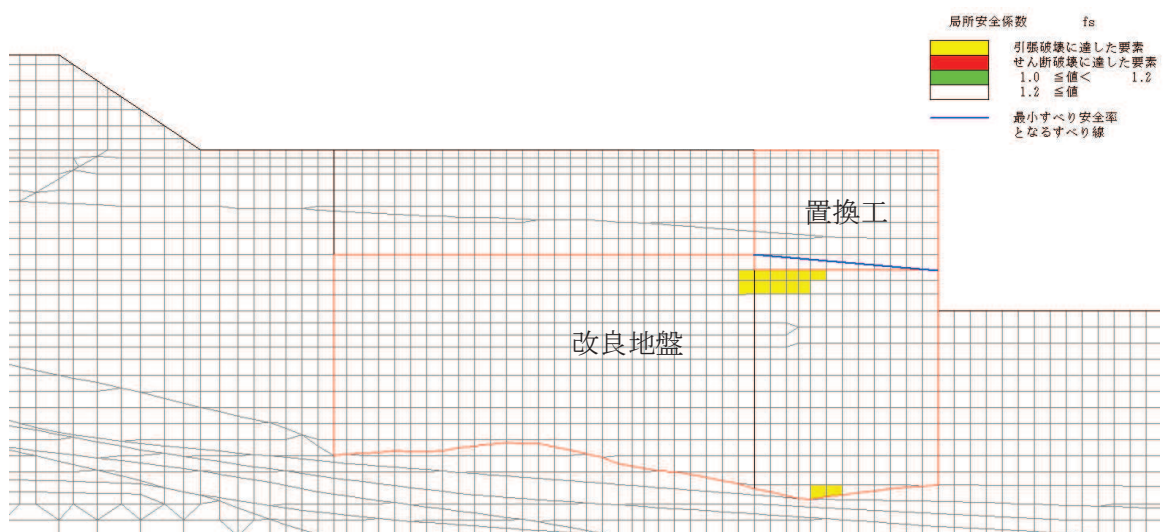 局所安全係数 fs
引張破壊に達した要素
せん断破壊に達した要素
1.0 ≦値< 1.2
1.2 ≦値
最小すべり安全率
となるすべり線
置換工
改良地盤